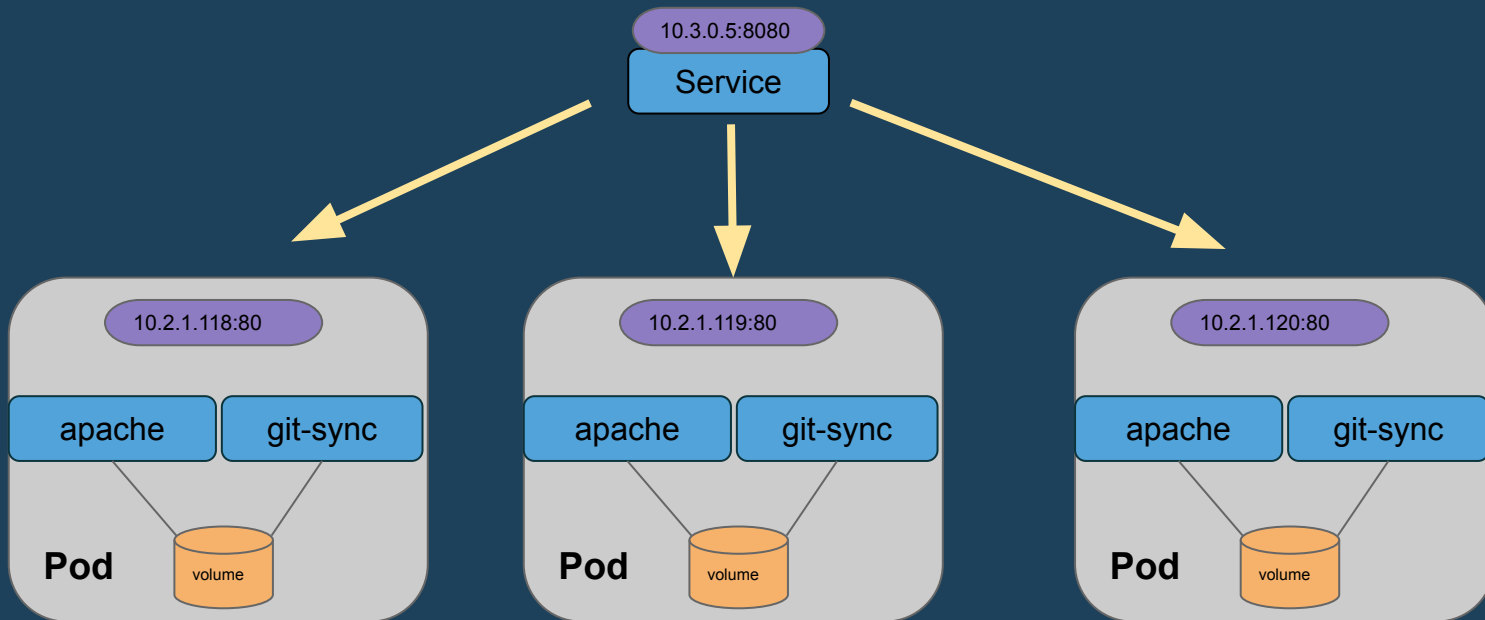 10.3.0.5:8080
Service
10.2.1.118:80
10.2.1.119:80
10.2.1.120:80
apache
git-sync
apache
git-sync
apache
git-sync
Pod
volume
Pod
volume
Pod
volume